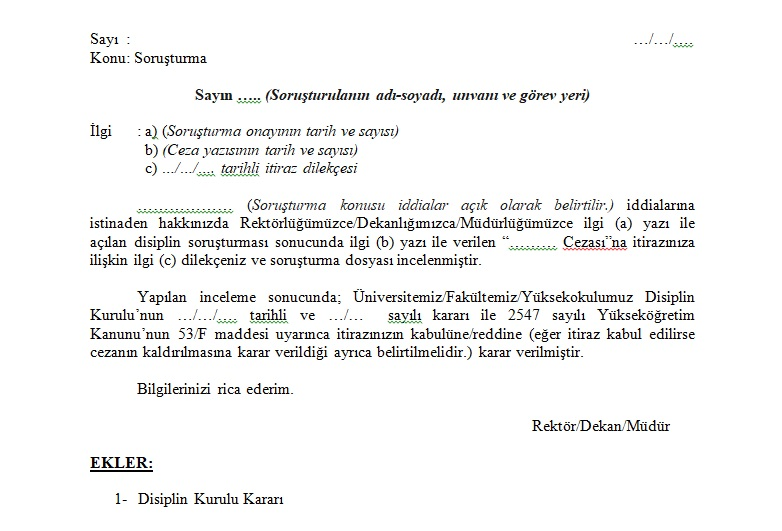 Sayı :                                                    …/…/….
Konu: Soruşturma
Sayın ….. (Soruşturulanın adı-soyadı, unvanı ve görev yeri)
İlgi : a) (Soruşturma onayının tarih ve sayısı)
b) (Ceza yazısının tarih ve sayısı)
c) …/…/…. tarihli itiraz dilekçesi
……………….. (Soruşturma konusu iddialar açık olarak belirtilir.) iddialarına
istinaden hakkınızda Rektörlüğümüzce/Dekanlığımızca/Müdürlüğümüzce ilgi (a) yazı ile
açılan disiplin soruşturması sonucunda ilgi (b) yazı ile verilen “……… Cezası”na itirazınıza
ilişkin ilgi (c) dilekçeniz ve soruşturma dosyası incelenmiştir.
Yapılan inceleme sonucunda; Üniversitemiz/Fakültemiz/Yüksekokulumuz Disiplin
Kurulu’nun …/…/…. tarihli ve …/… sayılı kararı ile 2547 sayılı Yükseköğretim
Kanunu’nun 53/F maddesi uyarınca itirazınızın kabulüne/reddine (eğer itiraz kabul edilirse
cezanın kaldırılmasına karar verildiği ayrıca belirtilmelidir.) karar verilmiştir.
Bilgilerinizi rica ederim.
Rektör/Dekan/Müdür
EKLER:
1- Disiplin Kurulu Kararı